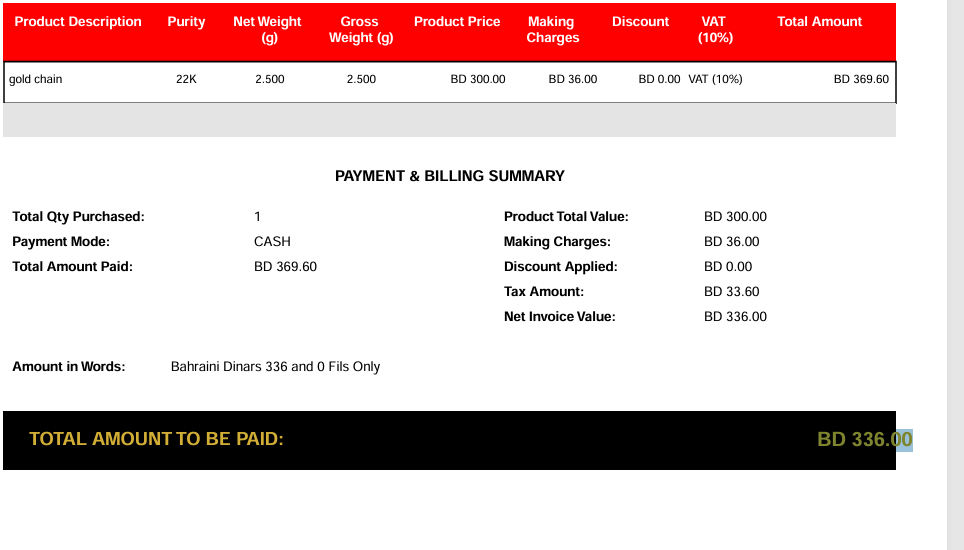 Product Description Purity Net Weight (g) Gross Weight (g) Product Price Making Charges Discount VAT (10%) Total Amount
gold chain 22K 2.500 2.500 BD 300.00 BD 36.00 BD 0.00 VAT (10%) BD 369.60
PAYMENT & BILLING SUMMARY
Total Qty Purchased: 1 Product Total Value: BD 300.00
Payment Mode: CASH Making Charges: BD 36.00
Total Amount Paid: BD 369.60 Discount Applied: BD 0.00
Tax Amount: BD 33.60
Net Invoice Value: BD 336.00
Amount in Words: Bahraini Dinars 336 and 0 Fils Only
TOTAL AMOUNT TO BE PAID: BD 336.00